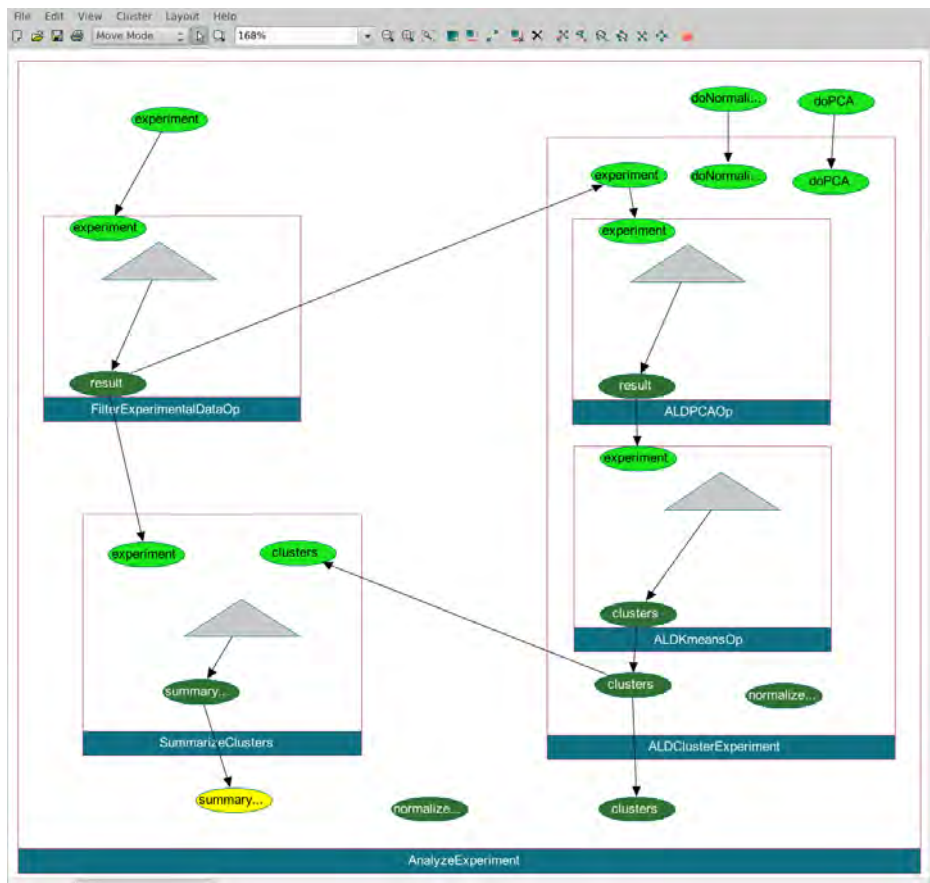 File Edit View Cluster Layout Help
Move Mode 168%
doNormali...
doPCA
experiment
experiment
doNormali...
doPCA
experiment
experiment
result
FilterExperimentalDataOp
result
ALDPCAOp
experiment
experiment
clusters
clusters
ALDKmeansOp
clusters
summary...
normalize...
SummarizeClusters
ALDClusterExperiment
summary...
normalize...
clusters
AnalyzeExperiment